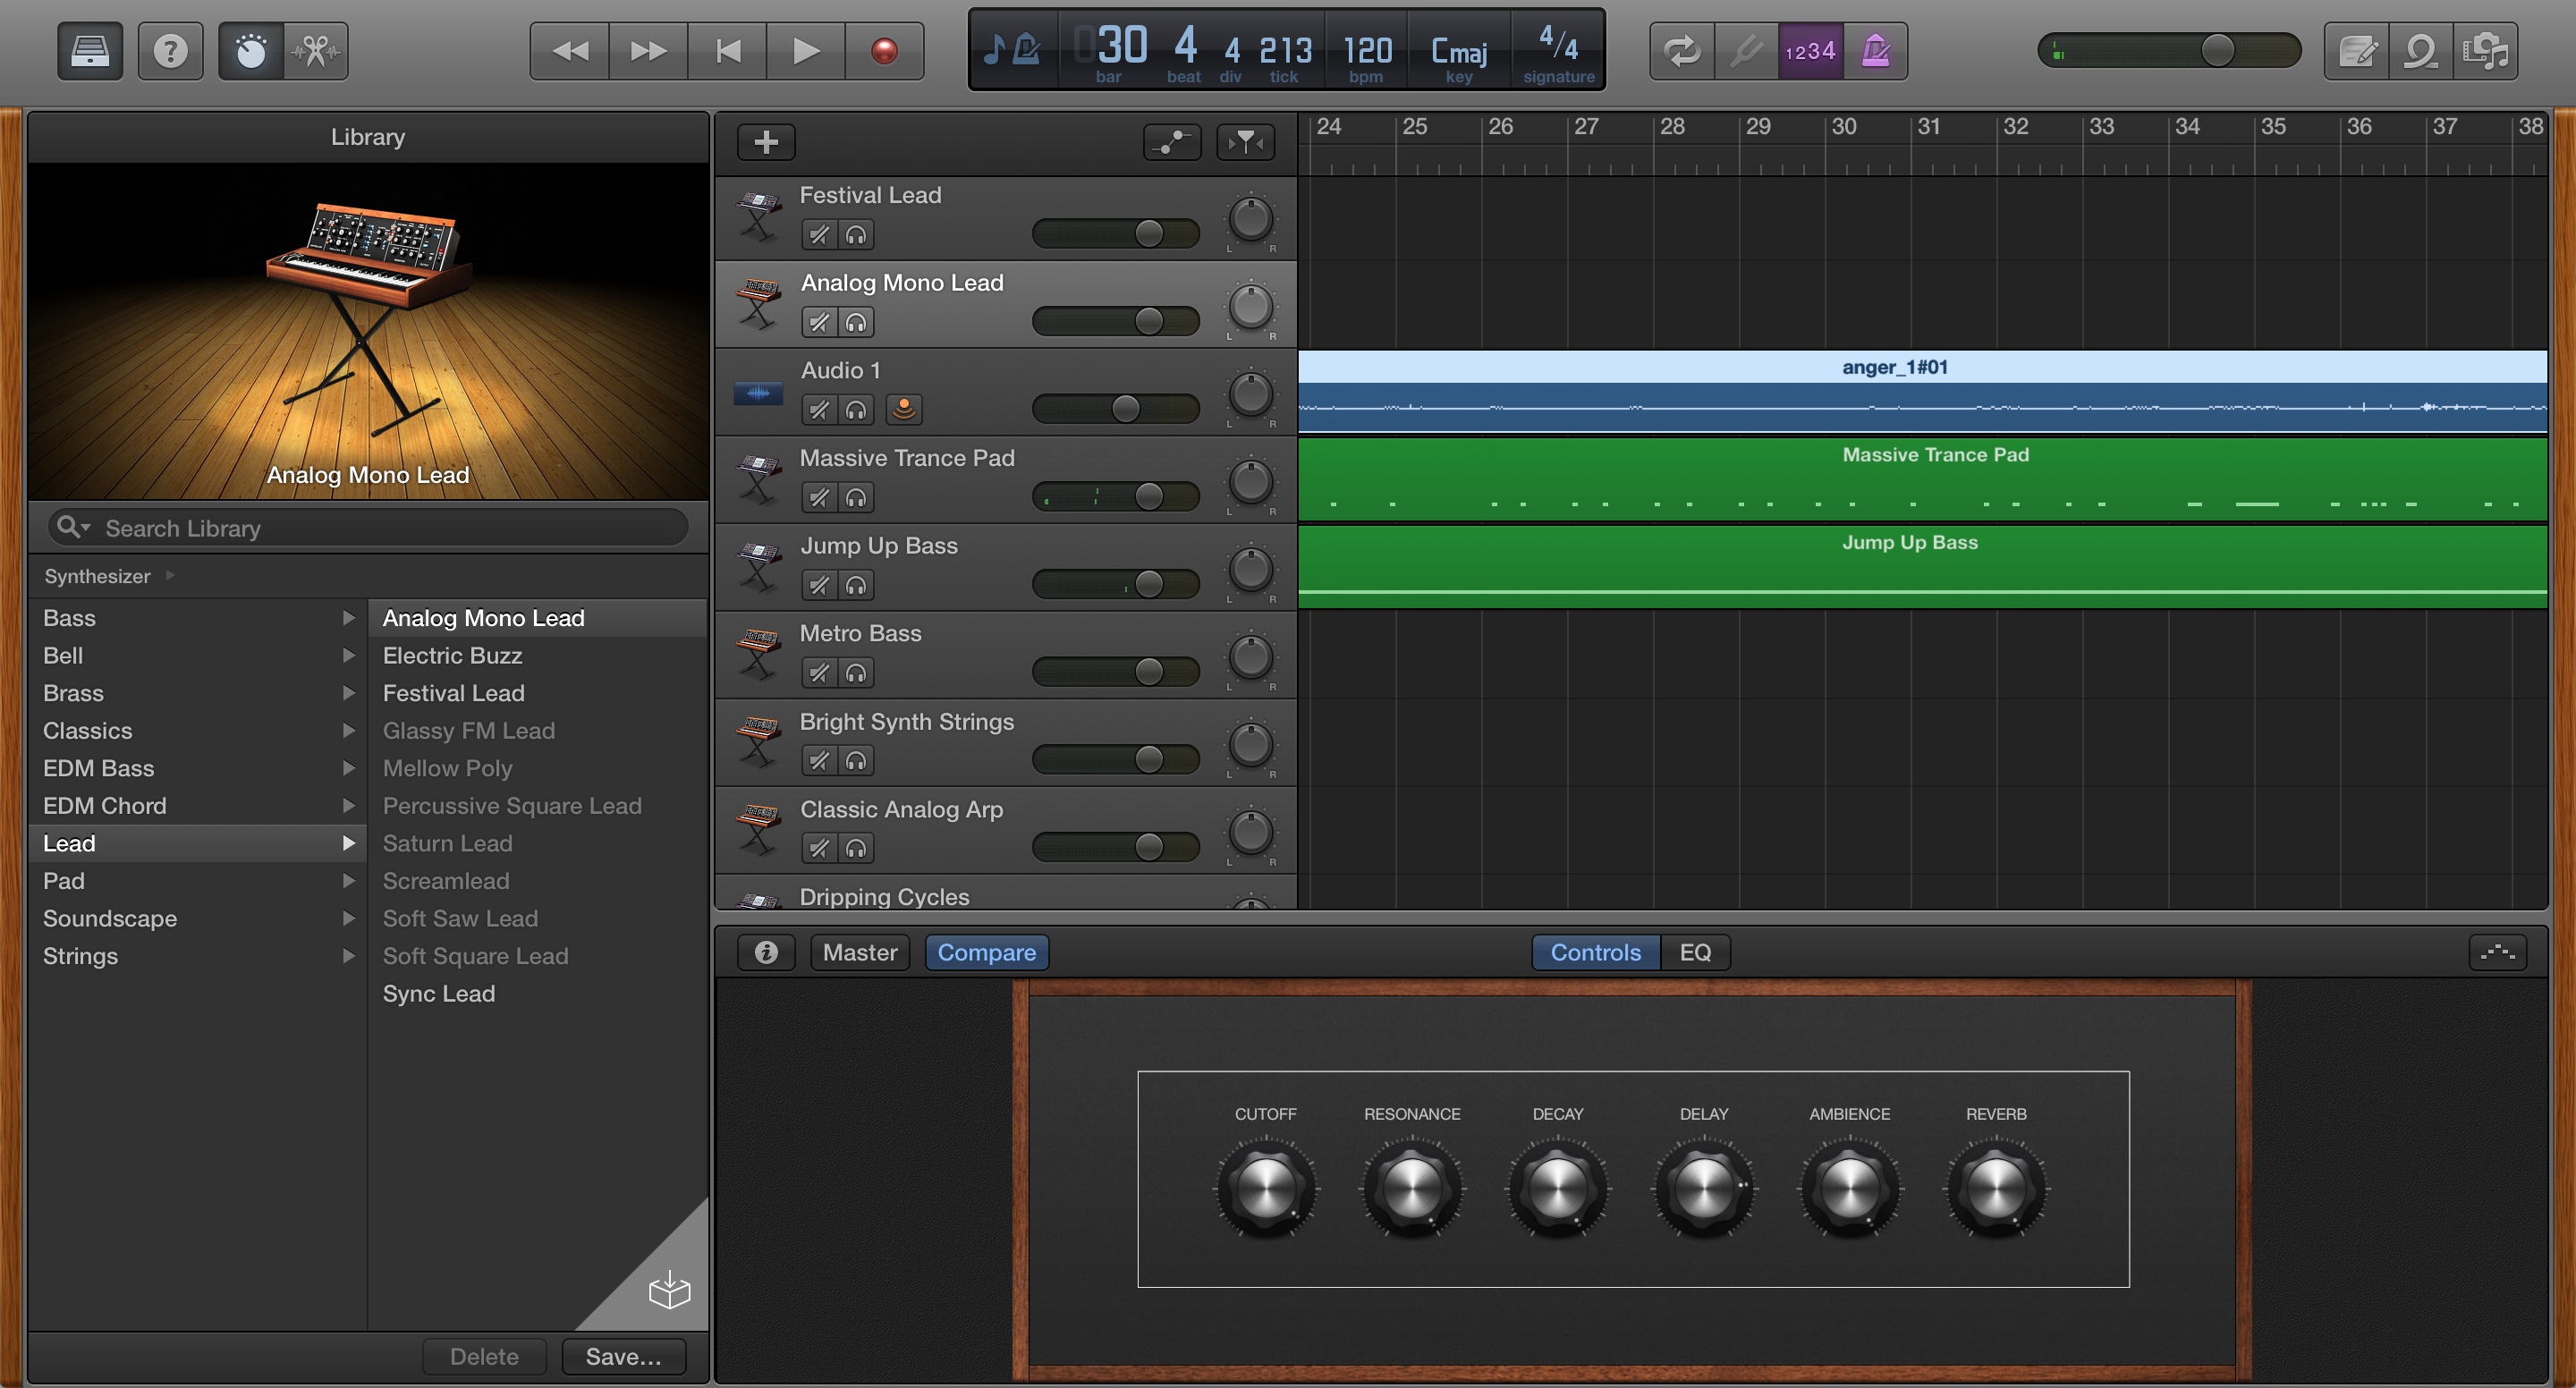 030 4 4 213 120 Cmaj 4/4
bar beat div tick bpm key signature
1234
Library
Analog Mono Lead
Search Library
Synthesizer
Bass
Bell
Brass
Classics
EDM Bass
EDM Chord
Lead
Pad
Soundscape
Strings
Analog Mono Lead
Electric Buzz
Festival Lead
Glassy FM Lead
Mellow Poly
Percussive Square Lead
Saturn Lead
Screamlead
Soft Saw Lead
Soft Square Lead
Sync Lead
Delete Save...
24 25 26 27 28 29 30 31 32 33 34 35 36 37 38
Festival Lead
L R
Analog Mono Lead
L R
Audio 1
L R
Massive Trance Pad
L R
Jump Up Bass
L R
Metro Bass
L R
Bright Synth Strings
L R
Classic Analog Arp
L R
Dripping Cycles
anger_1#01
Massive Trance Pad
Jump Up Bass
Master Compare Controls EQ
CUTOFF RESONANCE DECAY DELAY AMBIENCE REVERB